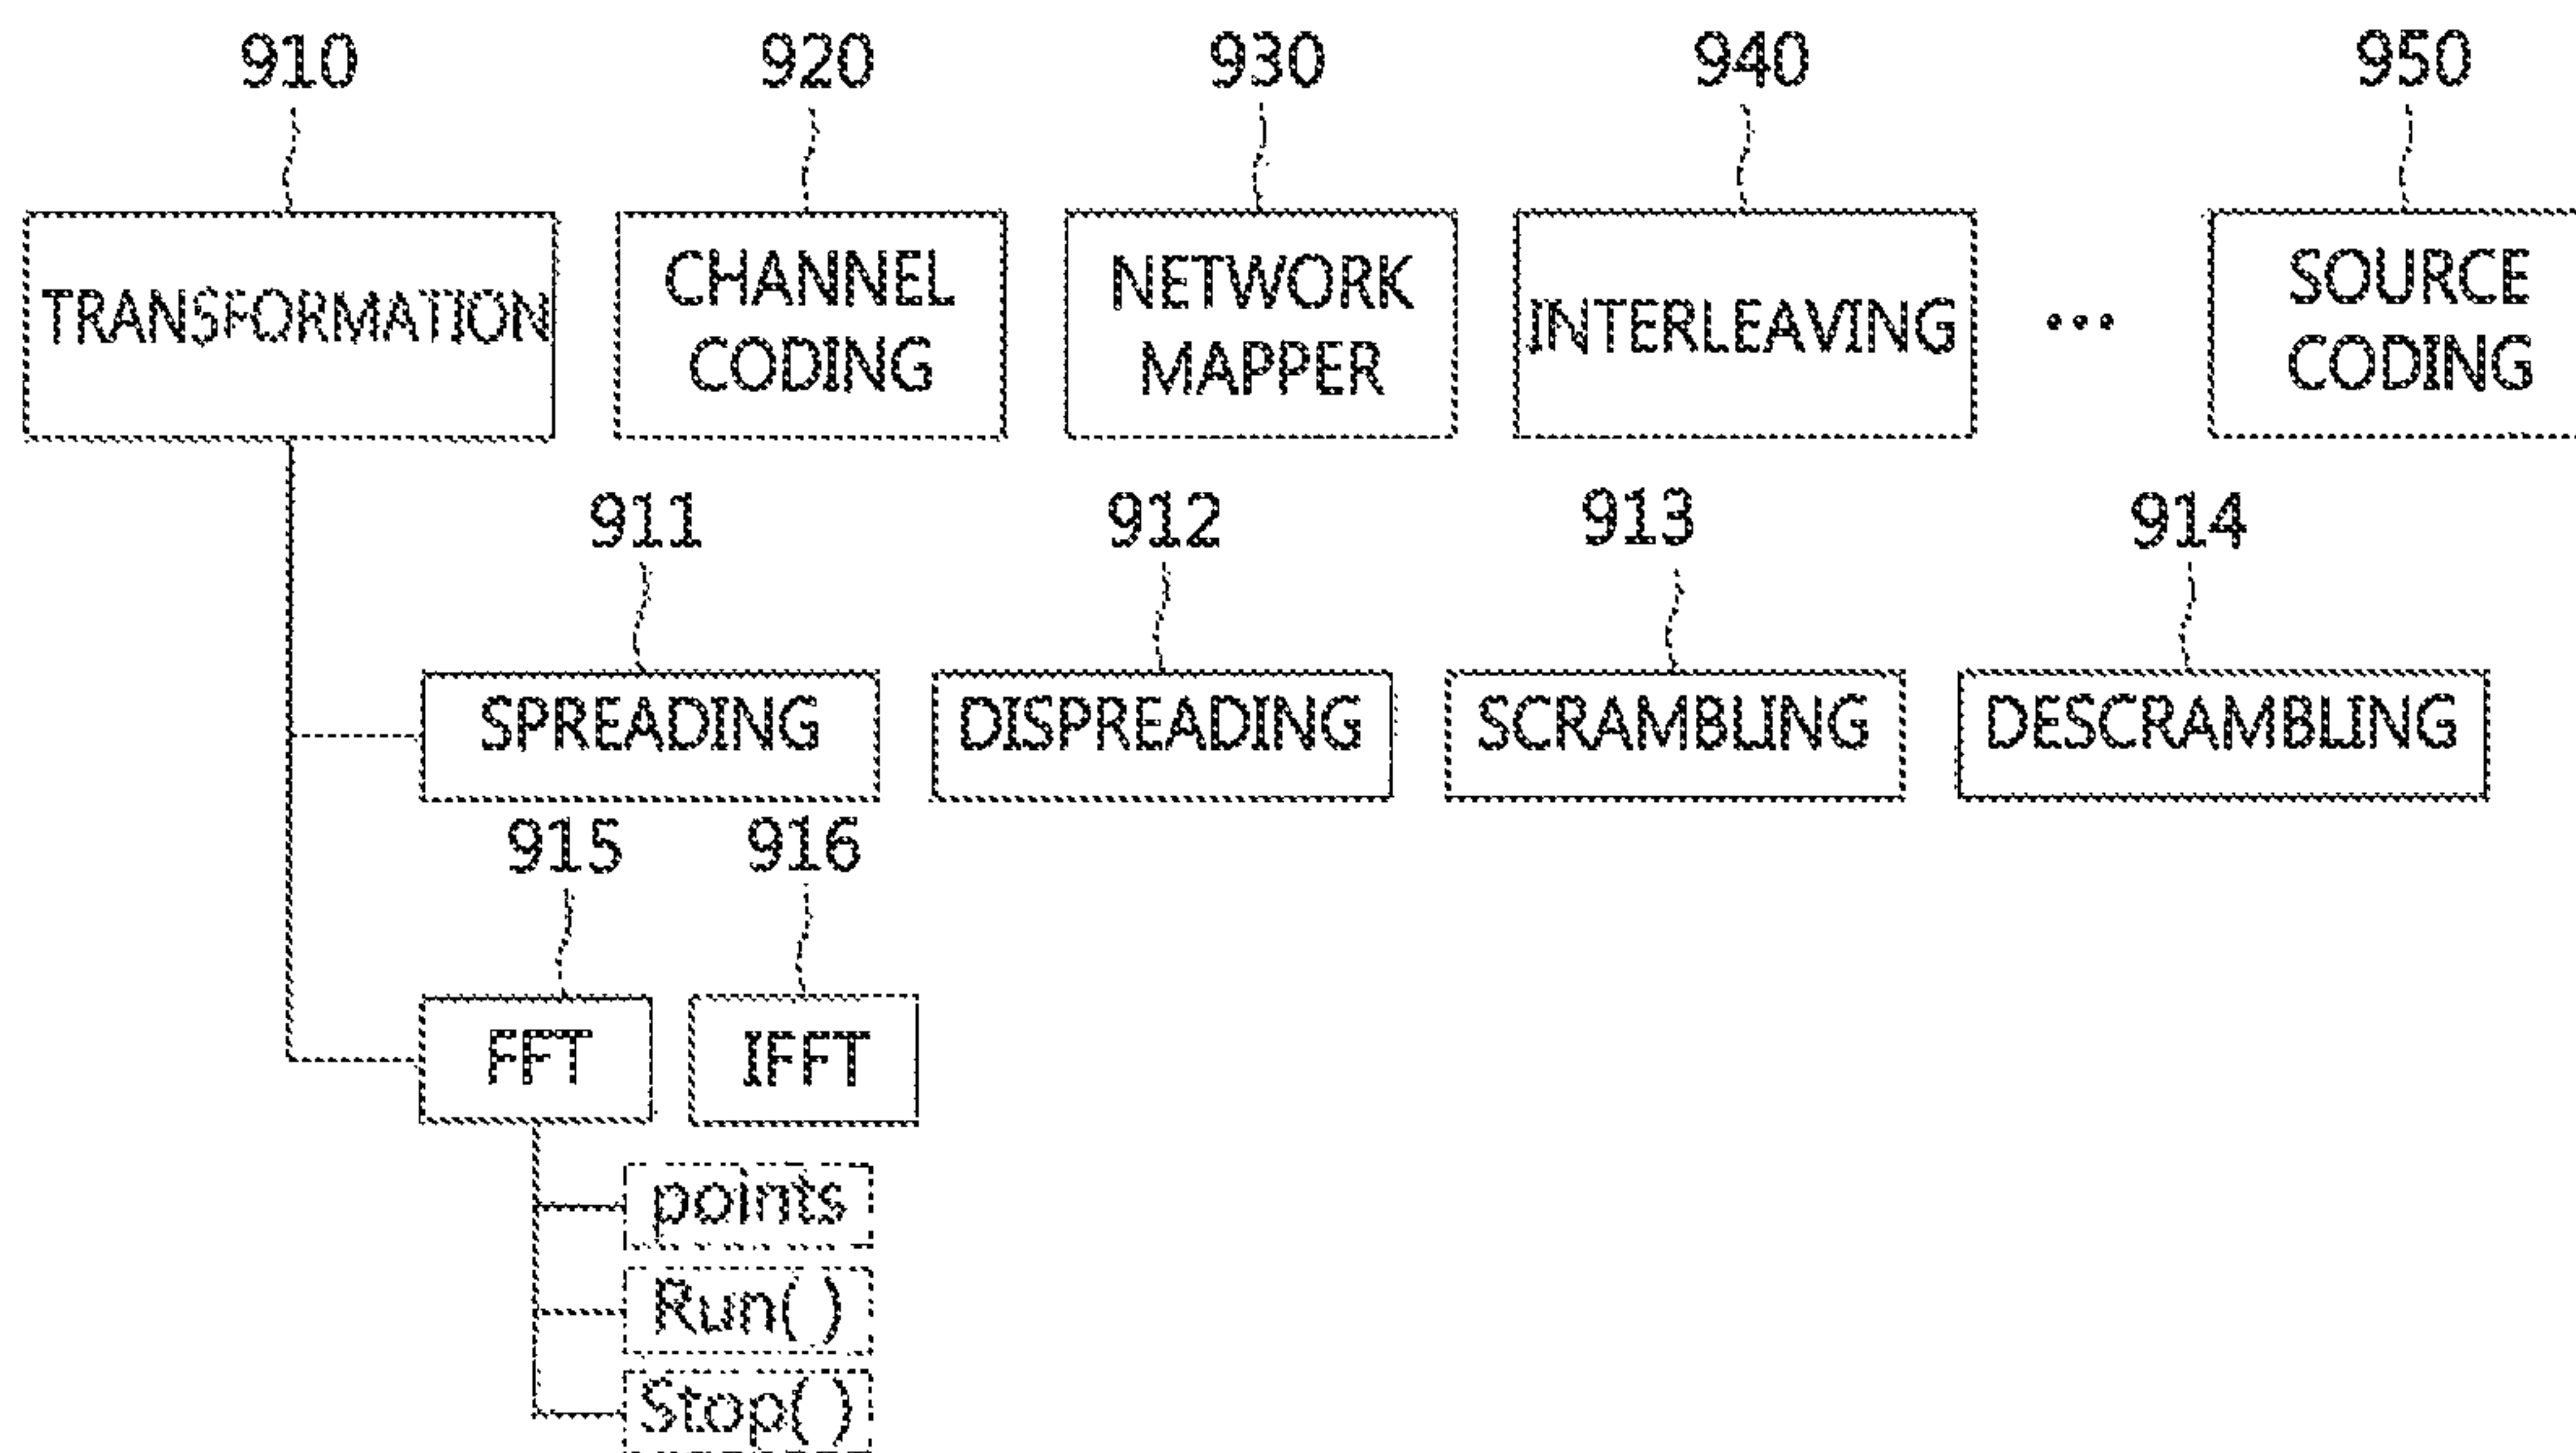 910 920 930 940 950
TRANSFORMATION
CHANNEL
CODING
NETWORK
MAPPER
INTERLEAVING
...
SOURCE
CODING
911 912 913 914
SPREADING DISPREADING SCRAMBLING DESCRAMBLING
915 916
FFT IFFT
points
Run( )
Stop( )